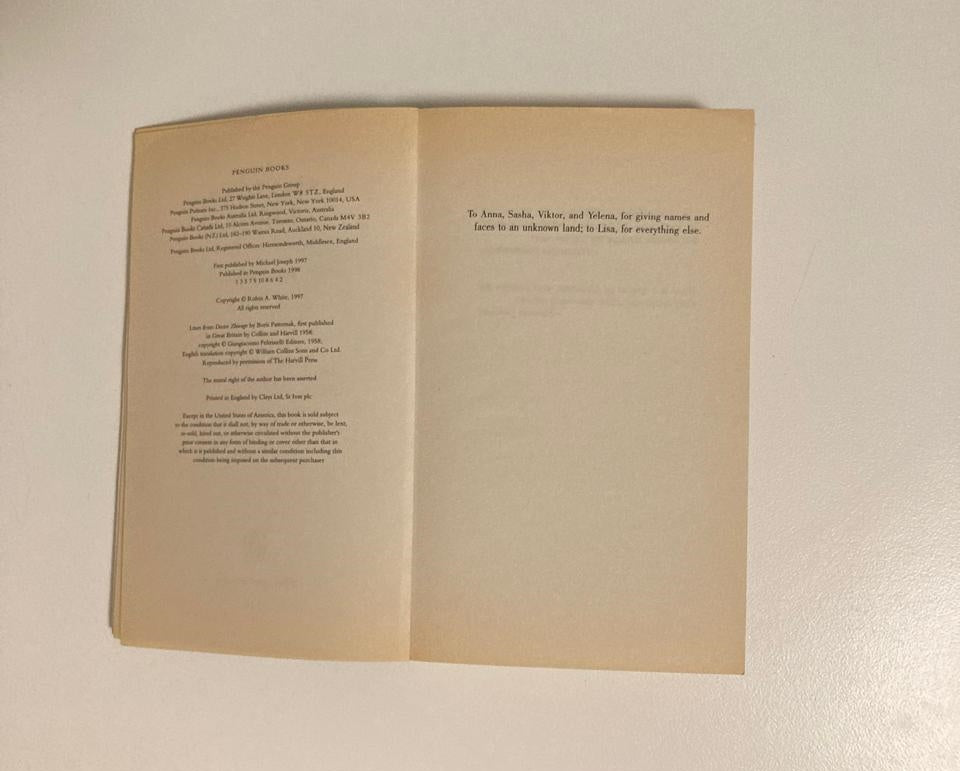 PENGUIN BOOKS
Published by the Penguin Group
Penguin Books Ltd, 27 Wrights Lane, London W8 5TZ, England
Penguin Putnam Inc., 375 Hudson Street, New York, New York 10014, USA
Penguin Books Australia Ltd, Ringwood, Victoria, Australia
Penguin Books Canada Ltd, 10 Alcorn Avenue, Toronto, Ontario, Canada M4V 3B2
Penguin Books (NZ) Ltd, 182–190 Wairau Road, Auckland 10, New Zealand
Penguin Books Ltd, Registered Offices: Harmondsworth, Middlesex, England
First published by Michael Joseph 1997
Published in Penguin Books 1998
1 3 5 7 9 10 8 6 4 2
Copyright © Robin A. White, 1997
All rights reserved
Lines from Doctor Zhivago by Boris Pasternak, first published
in Great Britain by Collins and Harvill 1958;
copyright © Giangiacomo Feltrinelli Editore, 1958;
English translation copyright © William Collins Sons and Co Ltd.
Reproduced by permission of The Harvill Press
The moral right of the author has been asserted
Printed in England by Clays Ltd, St Ives plc
Except in the United States of America, this book is sold subject
to the condition that it shall not, by way of trade or otherwise, be lent,
re-sold, hired out, or otherwise circulated without the publisher's
prior consent in any form of binding or cover other than that in
which it is published and without a similar condition including this
condition being imposed on the subsequent purchaser
To Anna, Sasha, Viktor, and Yelena, for giving names and
faces to an unknown land; to Lisa, for everything else.